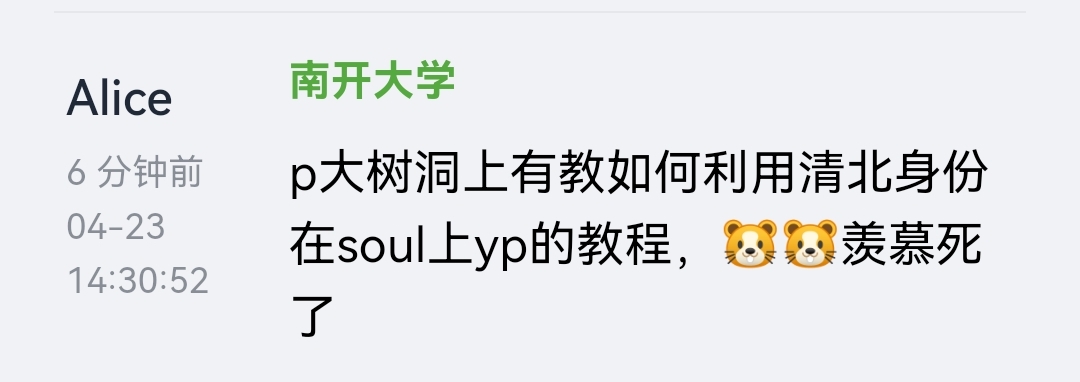 Alice
6 分钟前
04-23
14:30:52
南开大学
p大树洞上有教如何利用清北身份
在soul上yp的教程，🐹🐹羡慕死
了